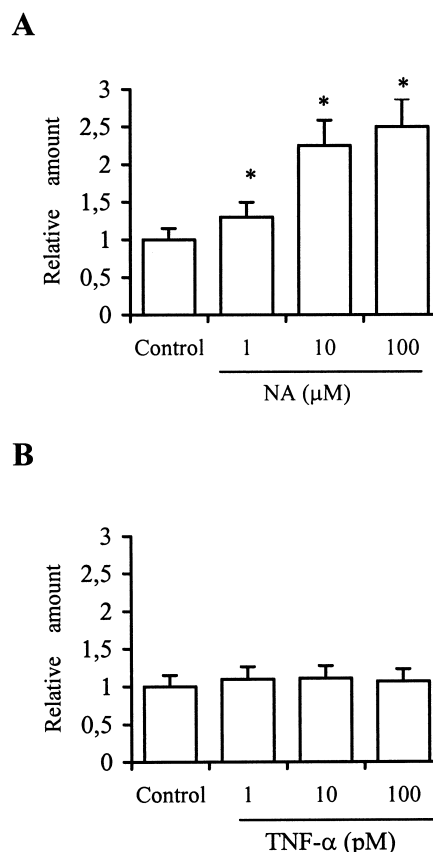 A
Relative amount
3
2,5
2
1,5
1
0,5
0
* * *
Control 1 10 100
NA (μM)
B
Relative amount
3
2,5
2
1,5
1
0,5
0
Control 1 10 100
TNF-α (pM)